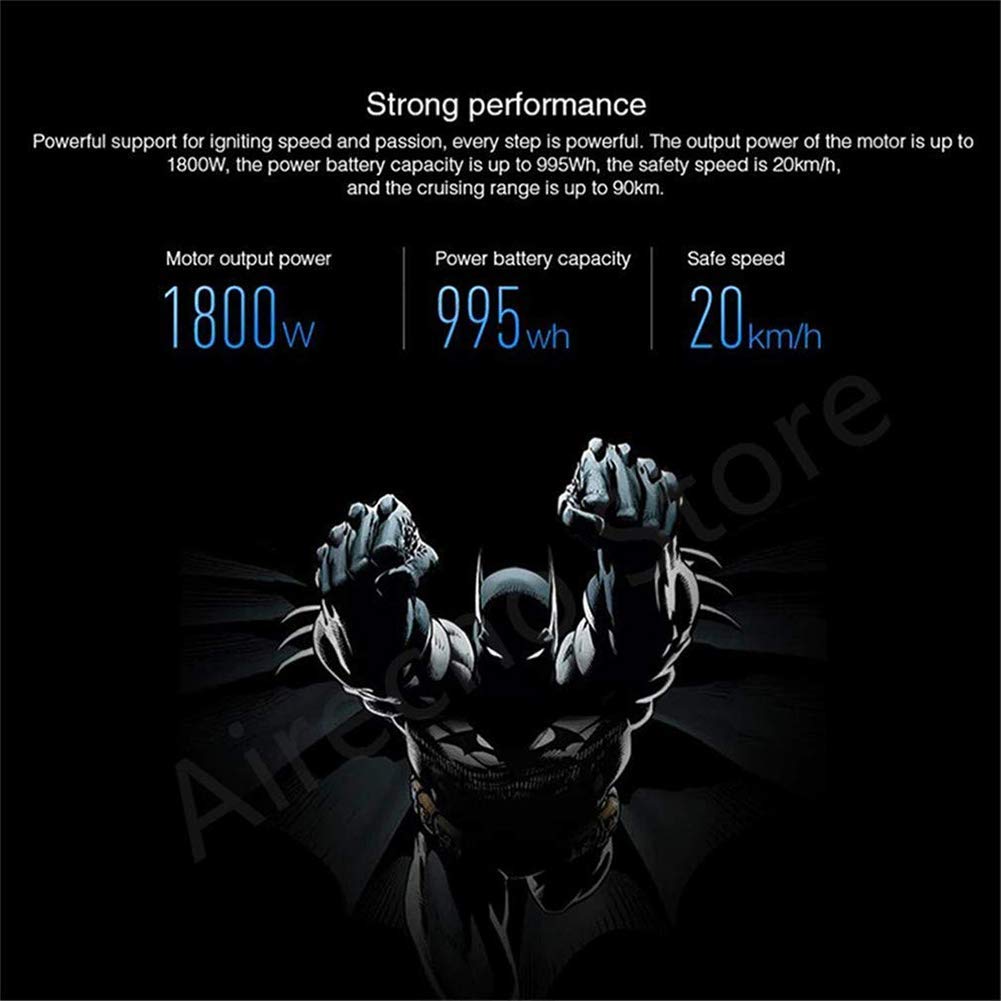 Strong performance
Powerful support for igniting speed and passion, every step is powerful. The output power of the motor is up to
1800W, the power battery capacity is up to 995Wh, the safety speed is 20km/h,
and the cruising range is up to 90km.
Motor output power
1800W
Power battery capacity
995wh
Safe speed
20km/h
Airecho Store